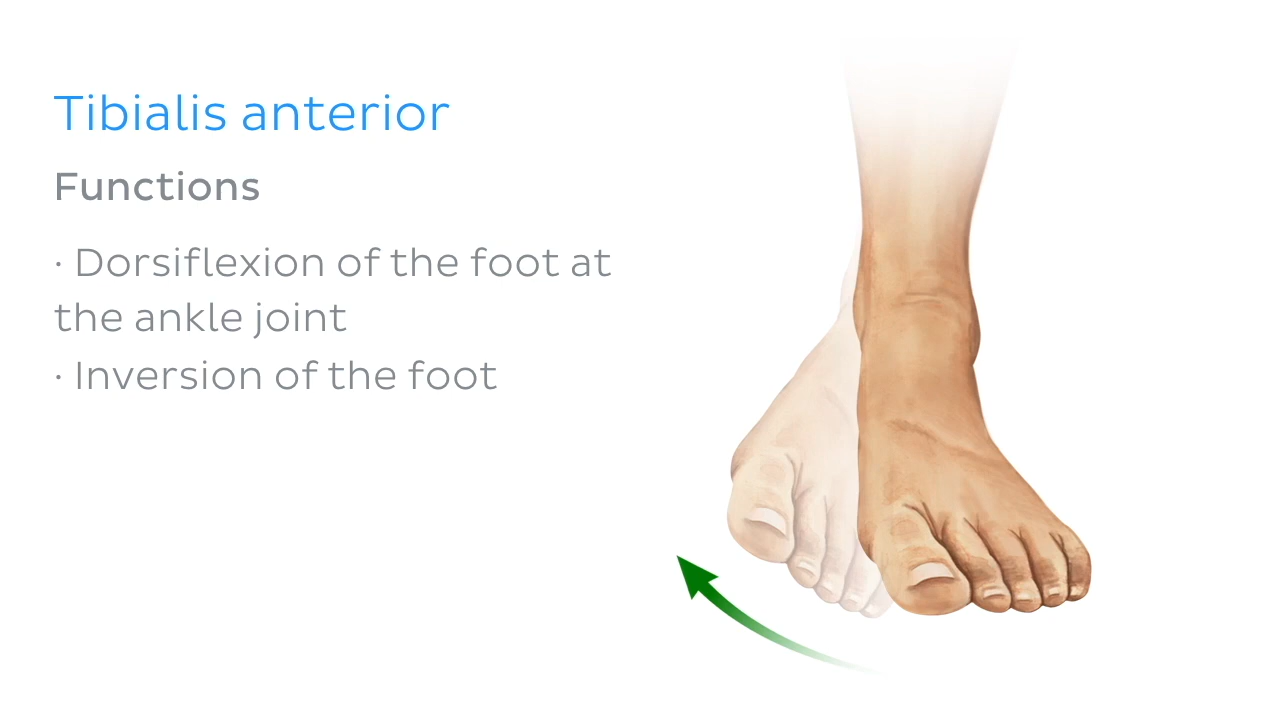 Tibialis anterior
Functions
· Dorsiflexion of the foot at
the ankle joint
· Inversion of the foot